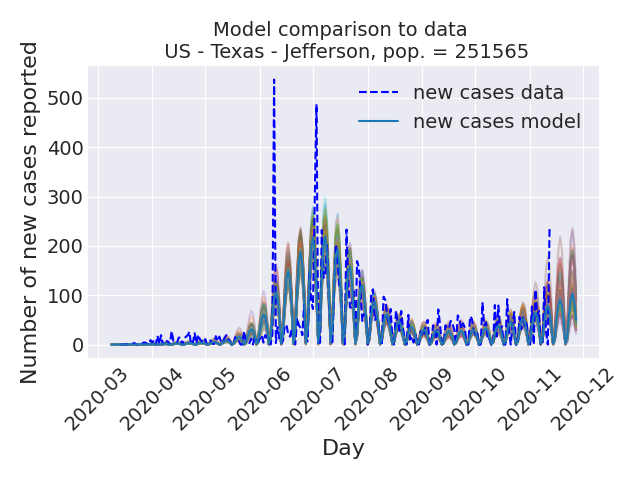 Model comparison to data
US - Texas - Jefferson, pop. = 251565
new cases data
new cases model
Number of new cases reported
500
400
300
200
100
0
2020-03
2020-04
2020-05
2020-06
2020-07
2020-08
2020-09
2020-10
2020-11
2020-12
Day